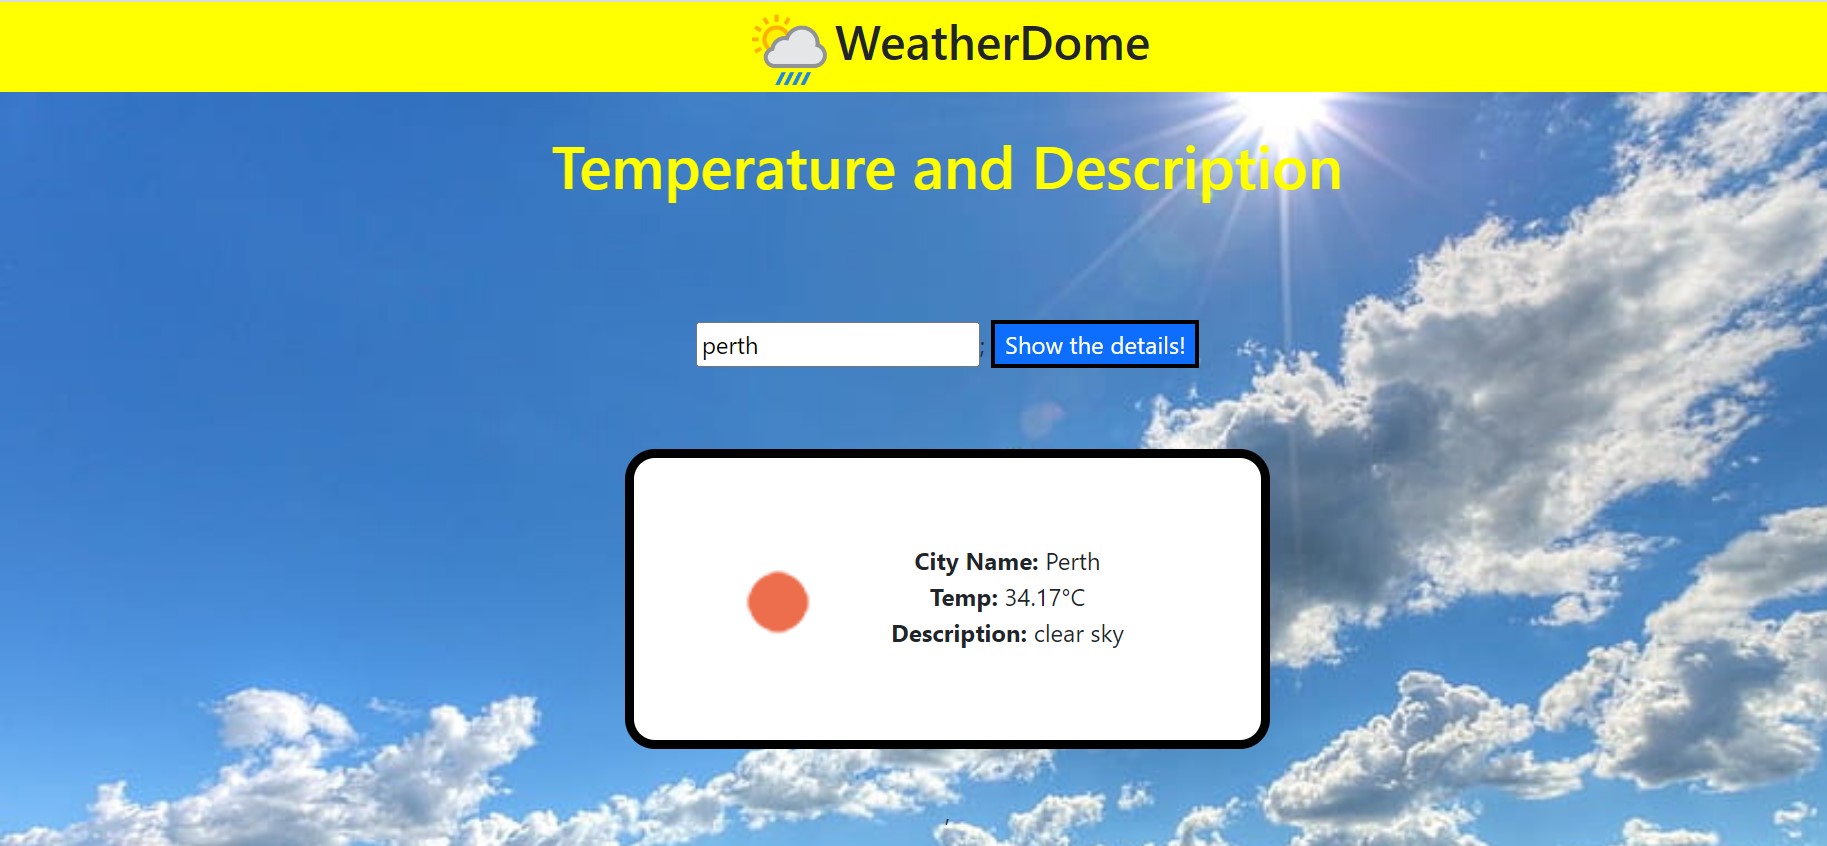 WeatherDome
Temperature and Description
perth ; Show the details!
City Name: Perth
Temp: 34.17°C
Description: clear sky
,